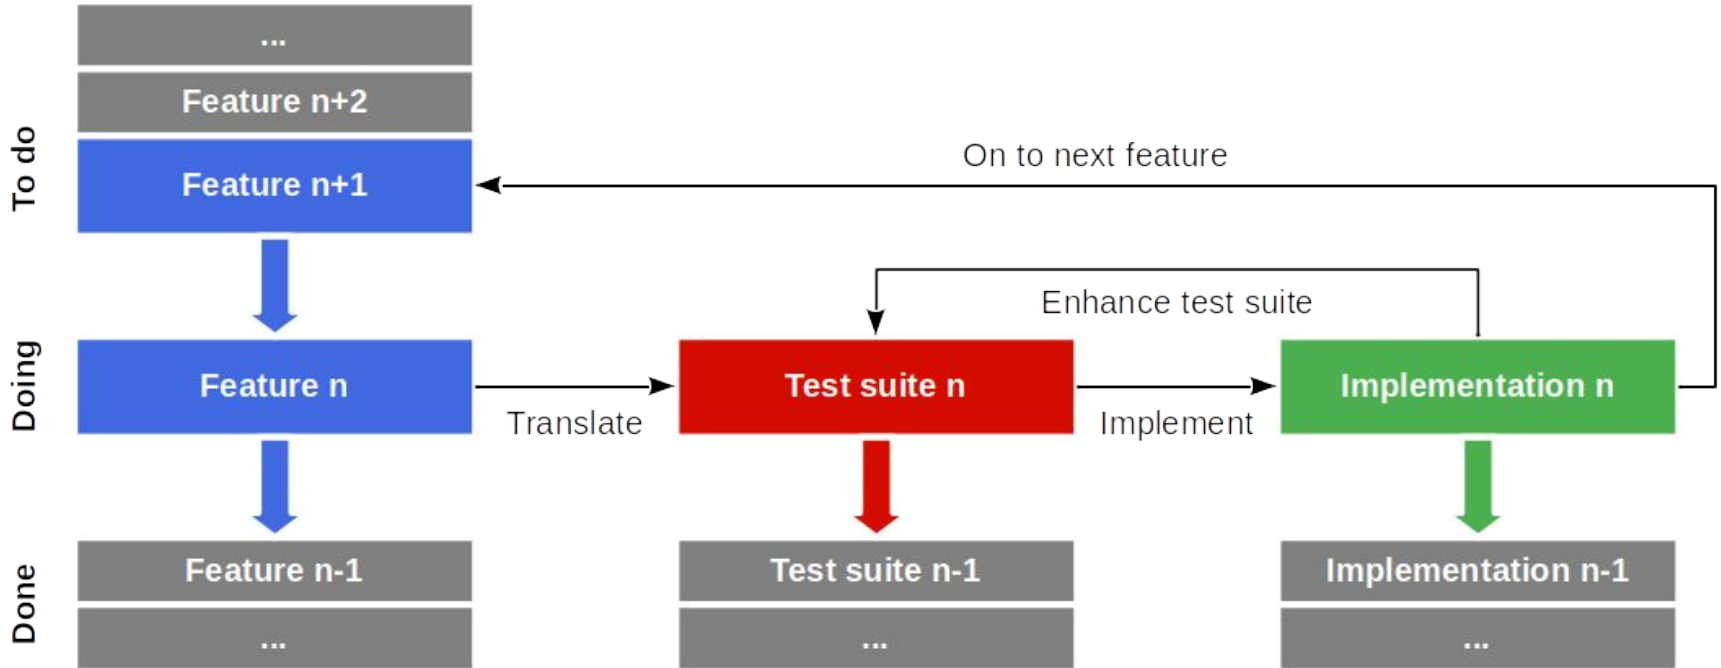 ...
Feature n+2
To do
Feature n+1
On to next feature
Enhance test suite
Doing
Feature n
Translate
Test suite n
Implement
Implementation n
Done
Feature n-1
Test suite n-1
Implementation n-1
...
...
...